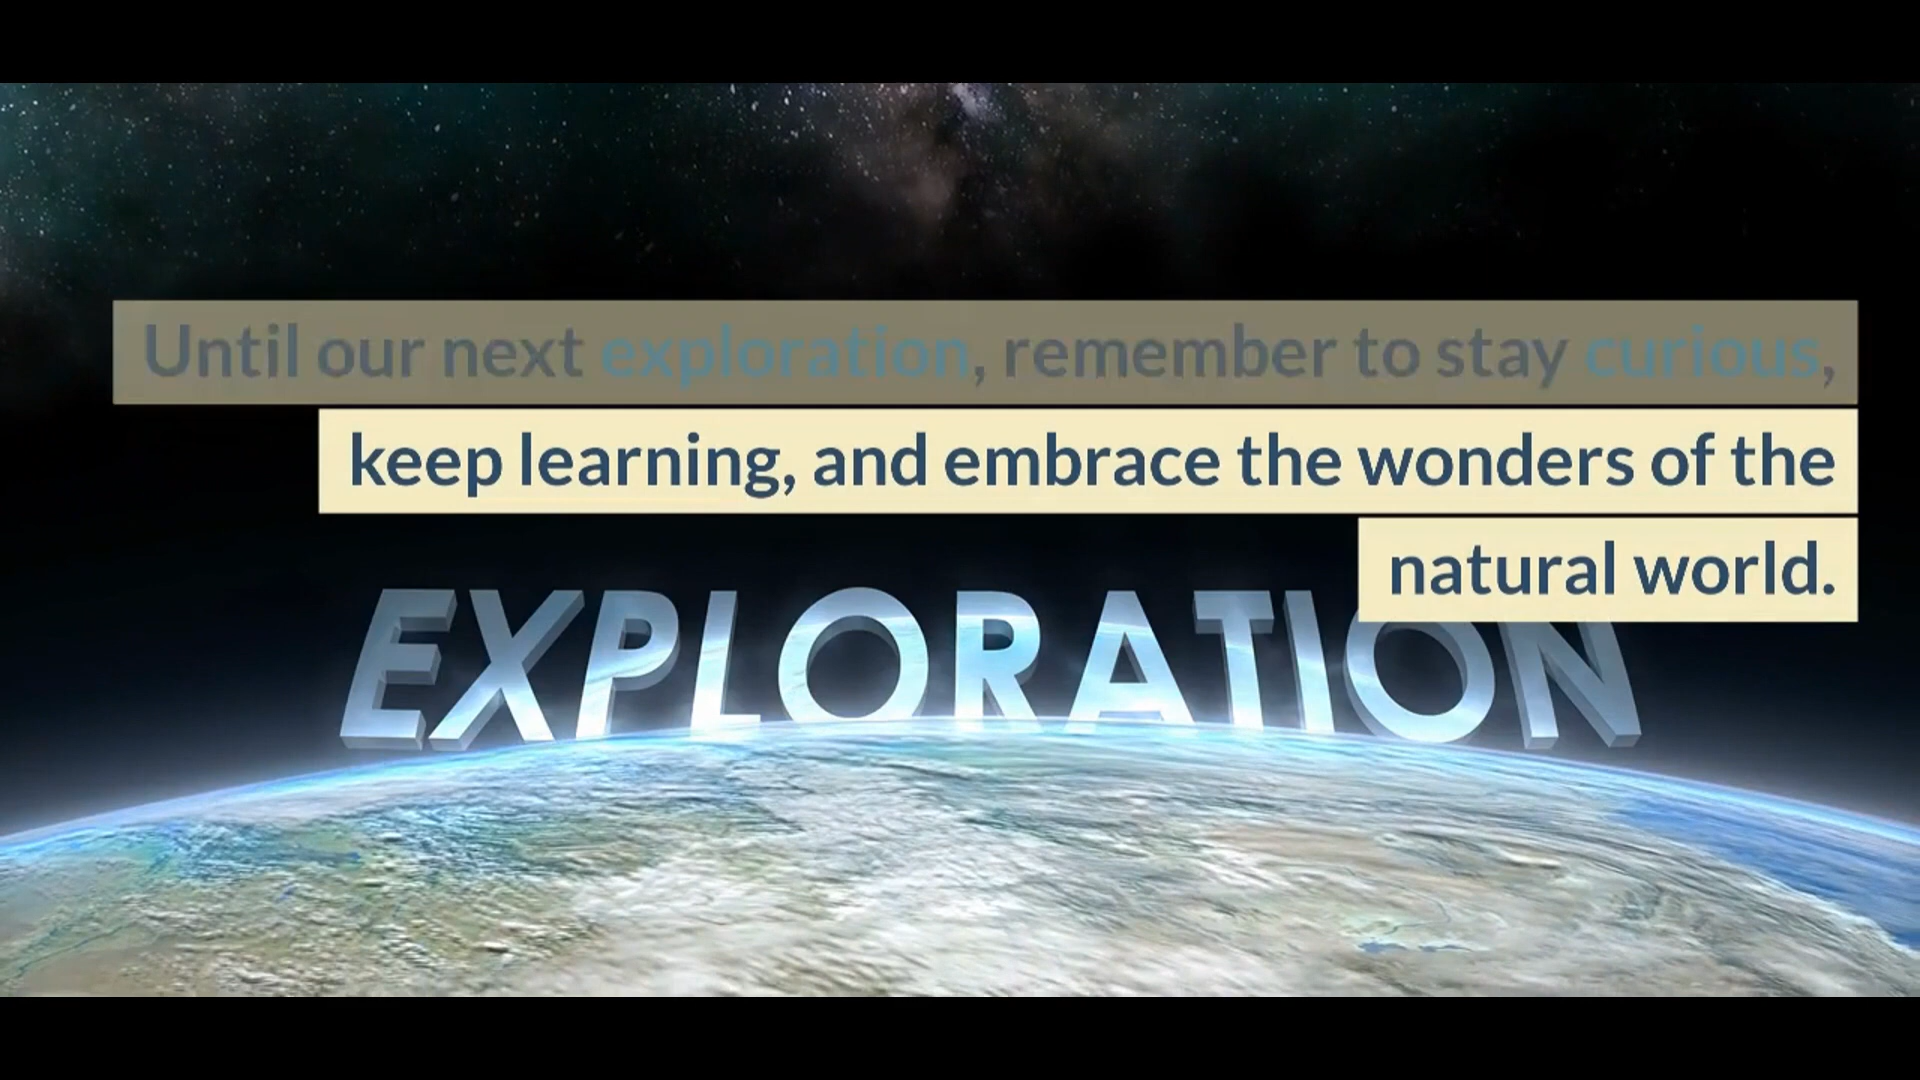 Until our next exploration, remember to stay curious,
keep learning, and embrace the wonders of the
natural world.
EXPLORATION